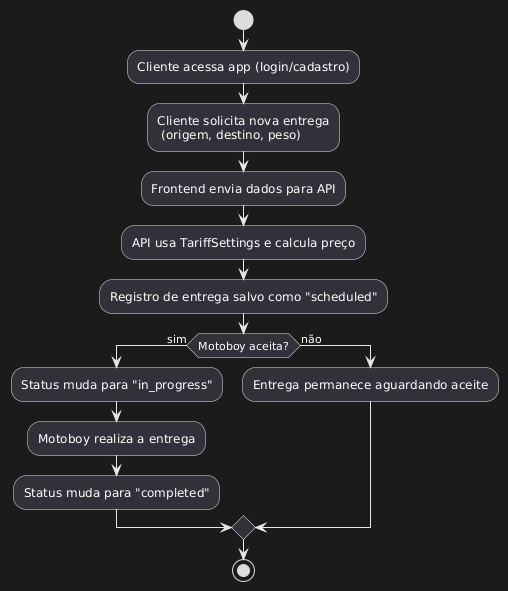 Cliente acessa app (login/cadastro)
Cliente solicita nova entrega
(origem, destino, peso)
Frontend envia dados para API
API usa TariffSettings e calcula preço
Registro de entrega salvo como "scheduled"
sim
Motoboy aceita?
não
Status muda para "in_progress"
Entrega permanece aguardando aceite
Motoboy realiza a entrega
Status muda para "completed"